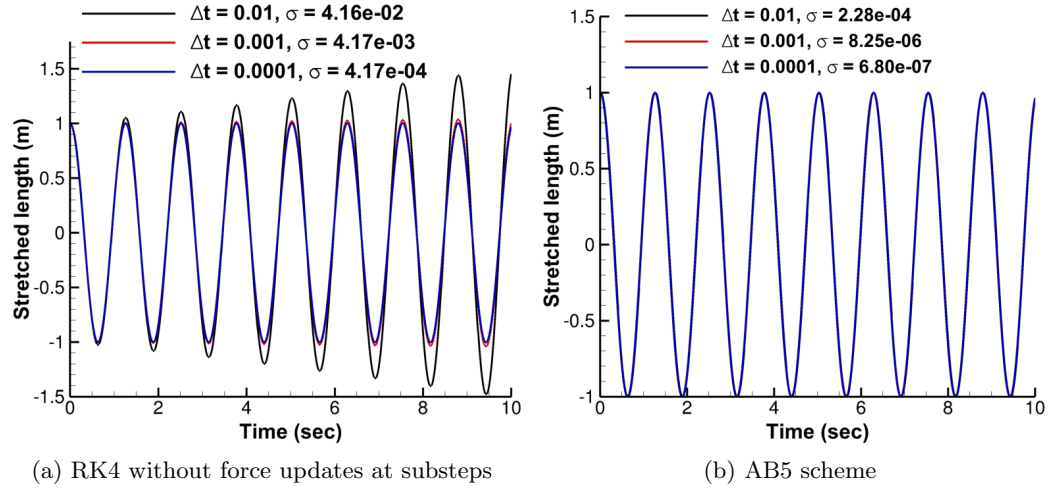 Δt = 0.01, σ = 4.16e-02
Δt = 0.001, σ = 4.17e-03
Δt = 0.0001, σ = 4.17e-04
Stretched length (m)
1.5
1
0.5
0
-0.5
-1
-1.5
0 2 4 6 8 10
Time (sec)
(a) RK4 without force updates at substeps
Δt = 0.01, σ = 2.28e-04
Δt = 0.001, σ = 8.25e-06
Δt = 0.0001, σ = 6.80e-07
Stretched length (m)
1.5
1
0.5
0
-0.5
-1
0 2 4 6 8 10
Time (sec)
(b) AB5 scheme